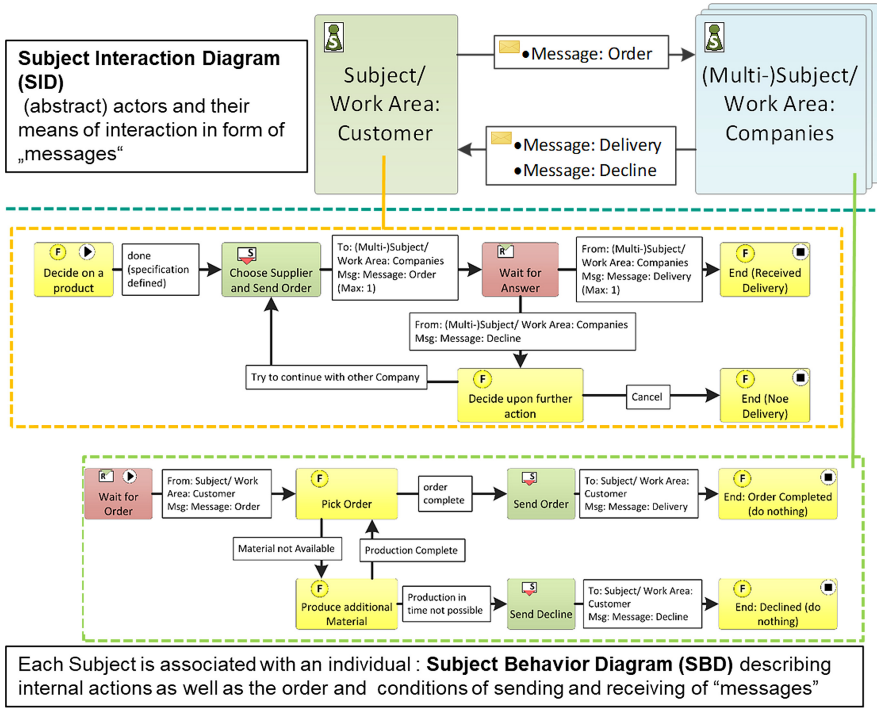 Subject Interaction Diagram
(SID)
(abstract) actors and their
means of interaction in form of
„messages“
S
Subject/
Work Area:
Customer
•Message: Order
•Message: Delivery
•Message: Decline
S
(Multi-)Subject/
Work Area:
Companies
F
Decide on a
product
done
(specification
defined)
S
Choose Supplier
and Send Order
To: (Multi-)Subject/
Work Area: Companies
Msg: Message: Order
(Max: 1)
R
Wait for
Answer
From: (Multi-)Subject/
Work Area: Companies
Msg: Message: Delivery
(Max: 1)
F
End (Received
Delivery)
From: (Multi-)Subject/ Work Area: Companies
Msg: Message: Decline
Try to continue with other Company
F
Decide upon further
action
Cancel
F
End (Noe
Delivery)
R
Wait for
Order
From: Subject/ Work
Area: Customer
Msg: Message: Order
F
Pick Order
order
complete
S
Send Order
To: Subject/ Work Area:
Customer
Msg: Message: Delivery
F
End: Order Completed
(do nothing)
Material not Available
Production Complete
F
Produce additional
Material
Production in
time not possible
S
Send Decline
To: Subject/ Work Area:
Customer
Msg: Message: Decline
F
End: Declined (do
nothing)
Each Subject is associated with an individual : Subject Behavior Diagram (SBD) describing
internal actions as well as the order and conditions of sending and receiving of “messages”